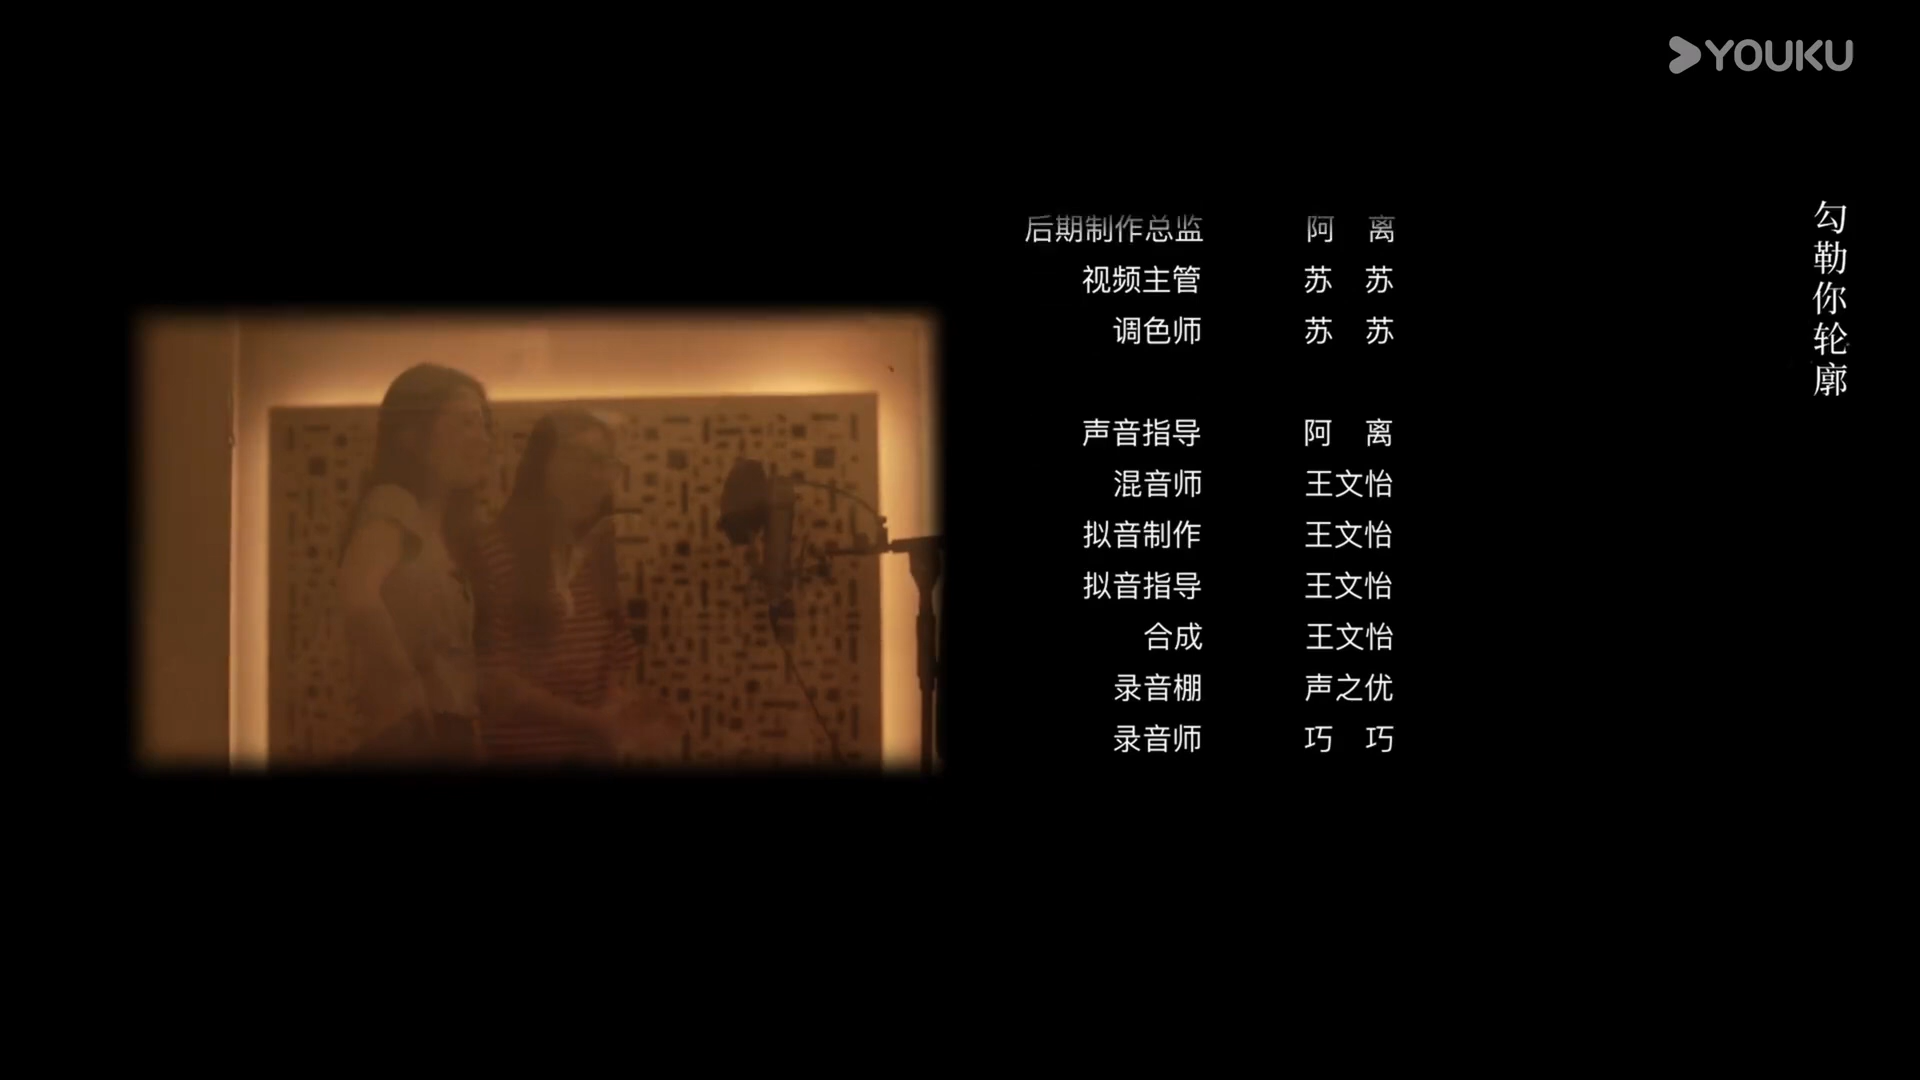 YOUKU
后期制作总监 阿 离
视频主管 苏 苏
调色师 苏 苏
声音指导 阿 离
混音师 王文怡
拟音制作 王文怡
拟音指导 王文怡
合成 王文怡
录音棚 声之优
录音师 巧 巧
勾勒你轮廓